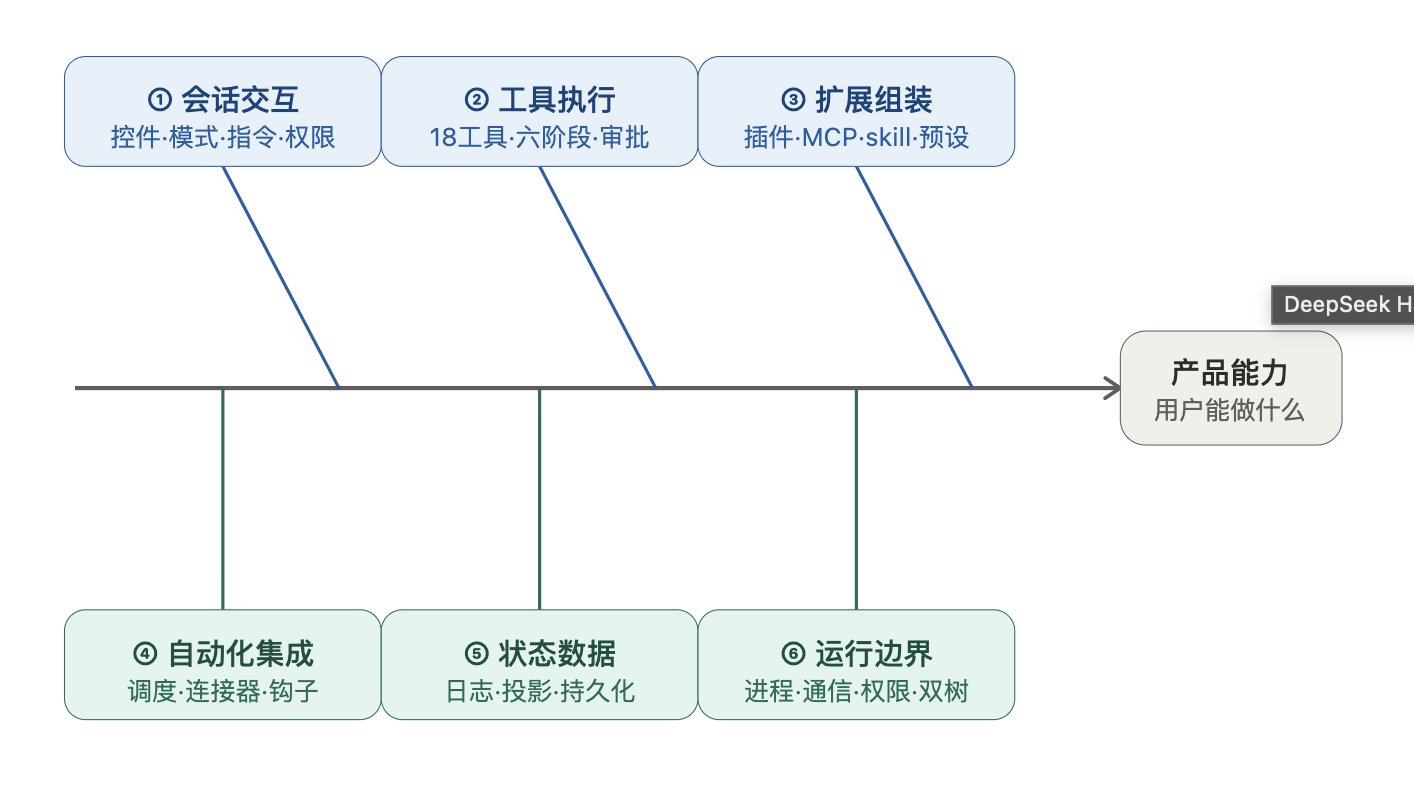 ① 会话交互
控件·模式·指令·权限
② 工具执行
18工具·六阶段·审批
③ 扩展组装
插件·MCP·skill·预设
DeepSeek H
产品能力
用户能做什么
④ 自动化集成
调度·连接器·钩子
⑤ 状态数据
日志·投影·持久化
⑥ 运行边界
进程·通信·权限·双树